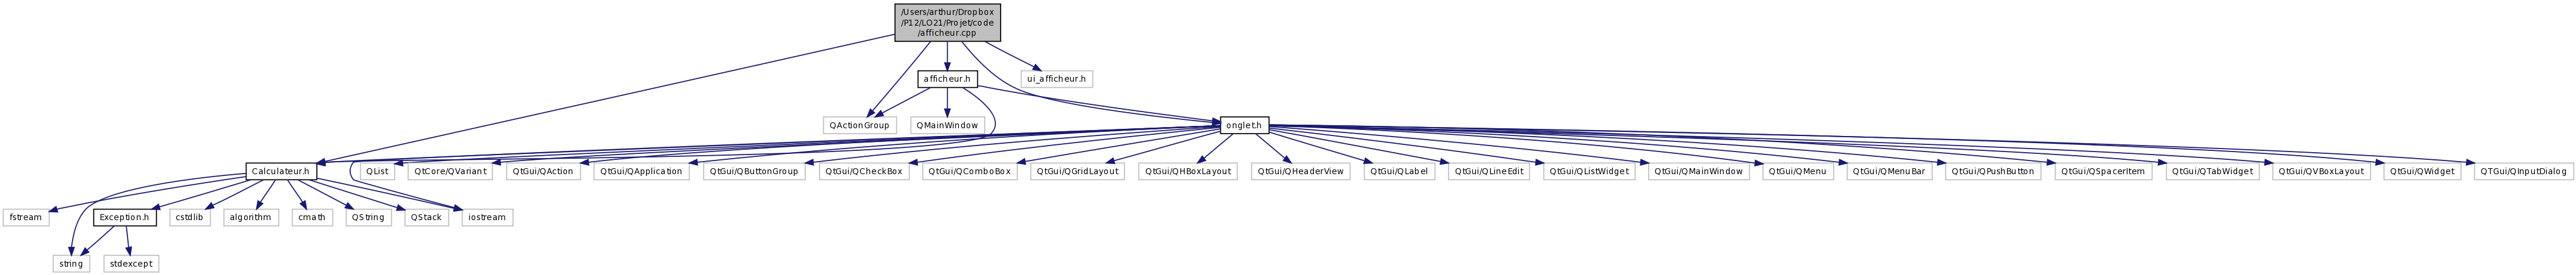 /Users/arthur/Dropbox
/P12/LO21/Projet/code
/afficheur.cpp
afficheur.h
ui_afficheur.h
QActionGroup
QMainWindow
onglet.h
Calculateur.h
QList
QtCore/QVariant
QtGui/QAction
QtGui/QApplication
QtGui/QButtonGroup
QtGui/QCheckBox
QtGui/QComboBox
QtGui/QGridLayout
QtGui/QHBoxLayout
QtGui/QHeaderView
QtGui/QLabel
QtGui/QLineEdit
QtGui/QListWidget
QtGui/QMainWindow
QtGui/QMenu
QtGui/QMenuBar
QtGui/QPushButton
QtGui/QSpacerItem
QtGui/QTabWidget
QtGui/QVBoxLayout
QtGui/QWidget
QTGui/QInputDialog
fstream
Exception.h
cstdlib
algorithm
cmath
QString
QStack
iostream
string
stdexcept